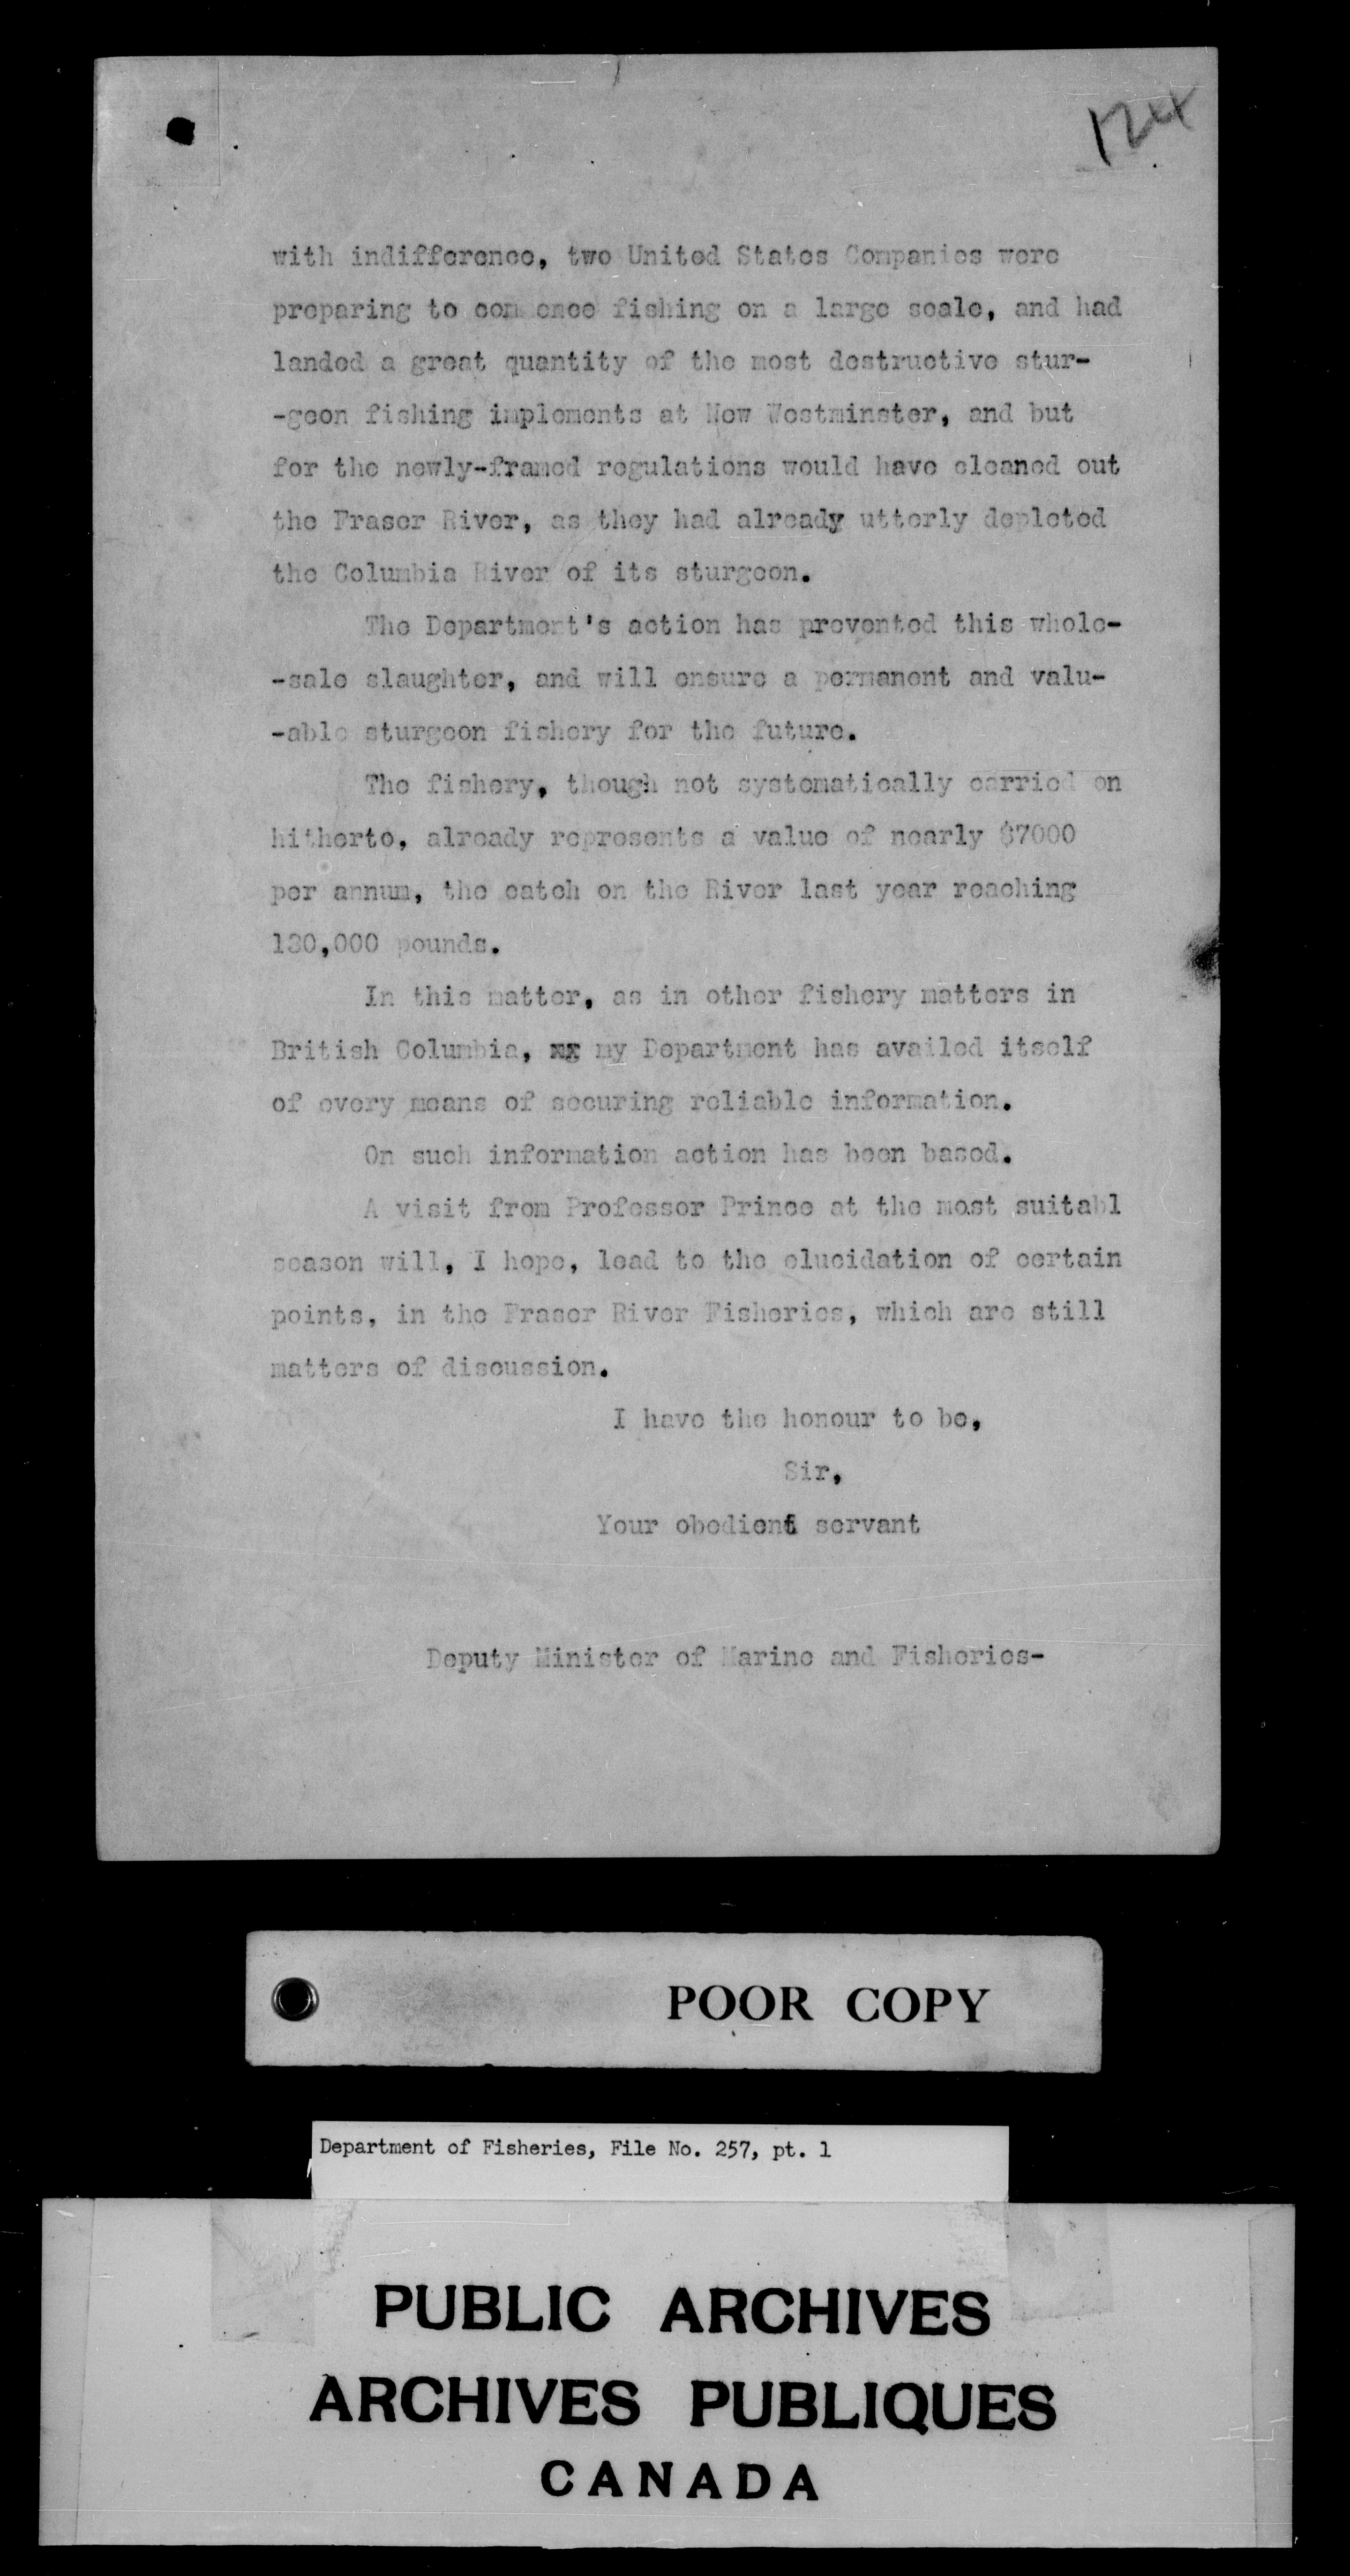 124
with indifference, two United States Companies were
preparing to commence fishing on a large scale, and had
landed a great quantity of the most destructive stur-
-geon fishing implements at New Westminster, and but
for the newly-framed regulations would have cleaned out
the Fraser River, as they had already utterly depleted
the Columbia River of its sturgeon.
The Department's action has prevented this whole-
-sale slaughter, and will ensure a permanent and valu-
-able sturgeon fishery for the future.
The fishery, though not systematically carried on
hitherto, already represents a value of nearly $7000
per annum, the catch on the River last year reaching
pounds.
In this matter, as in other fishery matters in
British Columbia, my Department has availed itself
of every means of securing reliable information.
On such information action has been based.
A visit from Professor Prince at the most suitabl
season will, I hope, lead to the elucidation of certain
points, in the Fraser River Fisheries, which are still
matters of discussion.
I have the honour to be,
Sir,
Your obedient servant
Deputy Minister of Marine and Fisheries-
POOR COPY
Department of Fisheries, File No. 257, pt. 1
PUBLIC ARCHIVES
ARCHIVES PUBLIQUES
CANADA